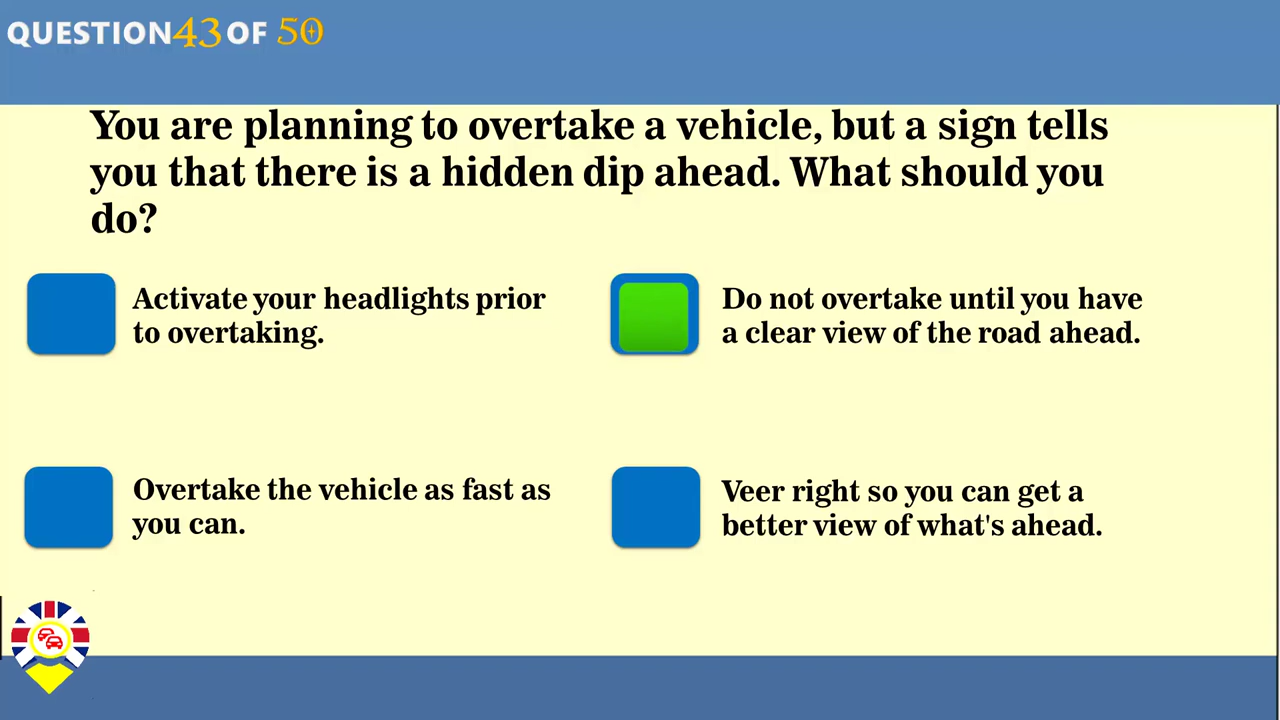 QUESTION 43 OF 50
You are planning to overtake a vehicle, but a sign tells
you that there is a hidden dip ahead. What should you
do?
Activate your headlights prior
to overtaking.
Do not overtake until you have
a clear view of the road ahead.
Overtake the vehicle as fast as
you can.
Veer right so you can get a
better view of what's ahead.